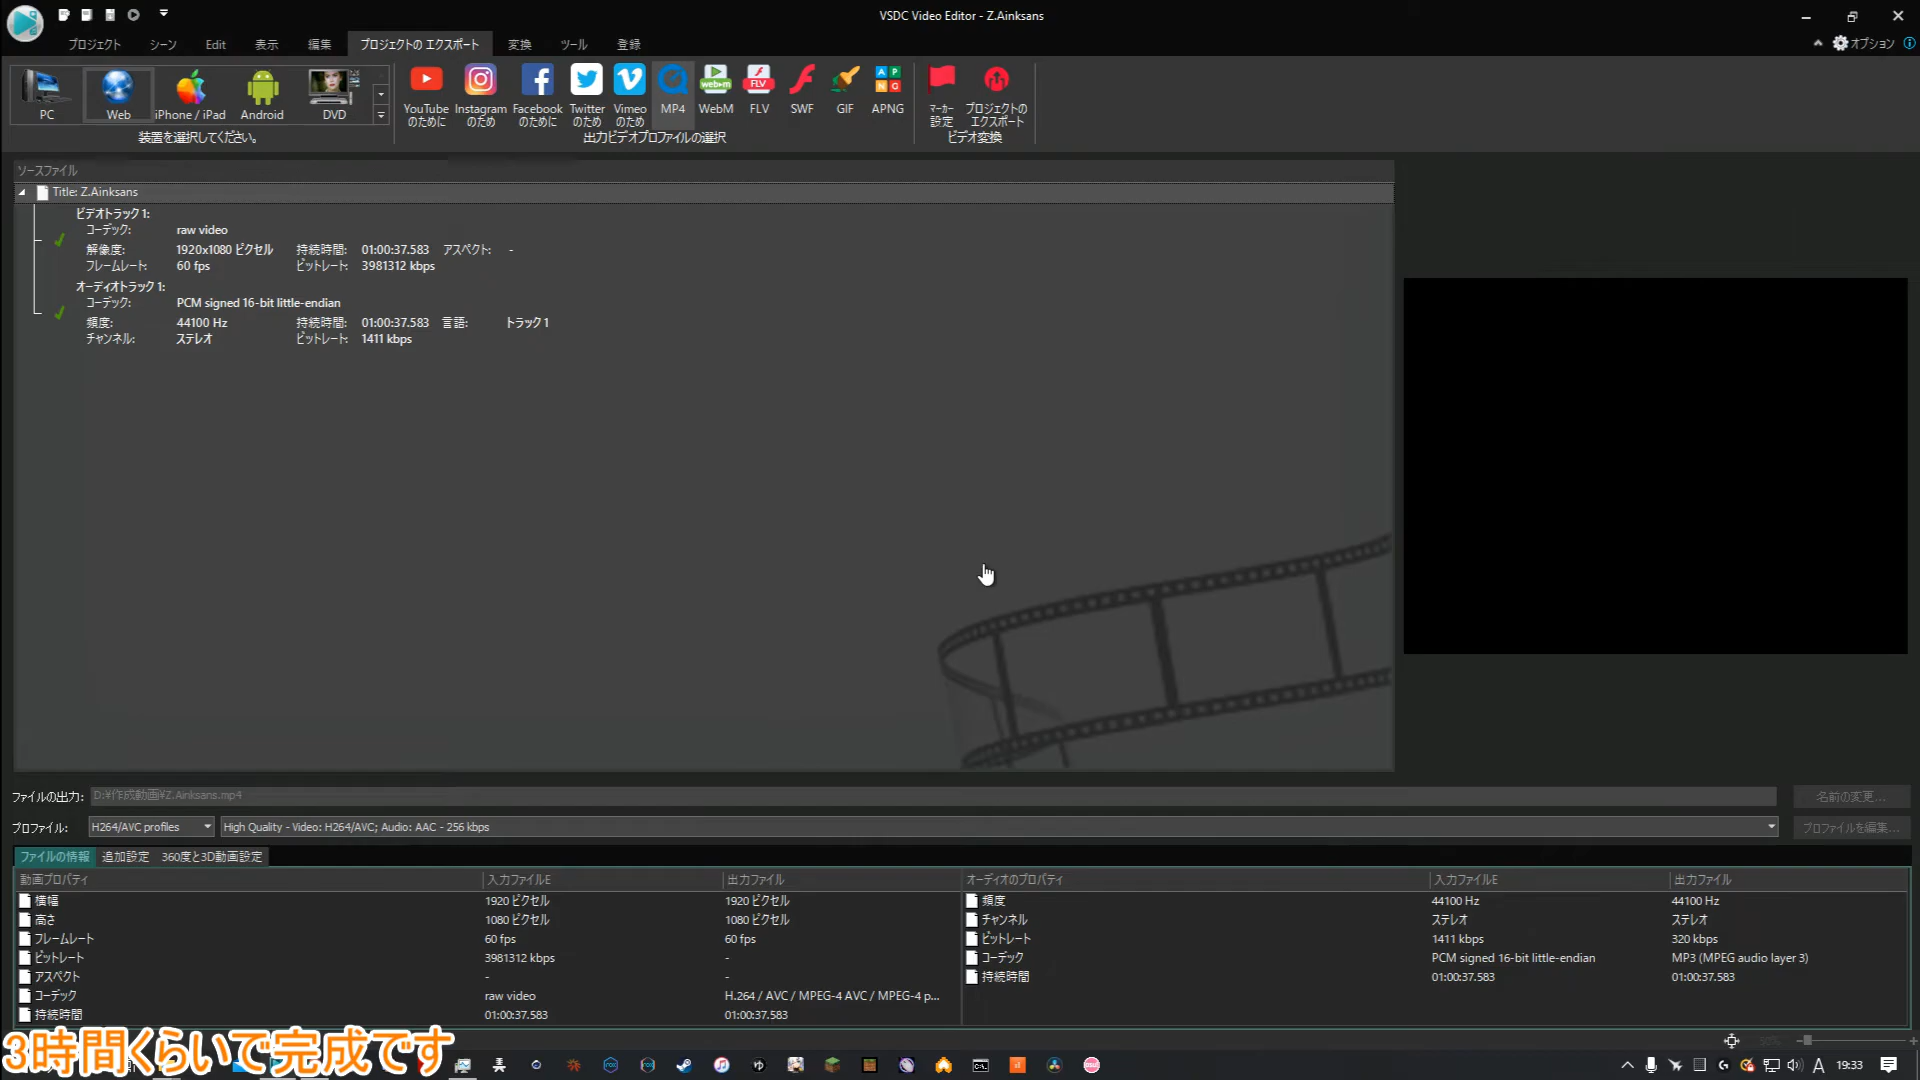 VSDC Video Editor - Z.Ainksans
プロジェクト シーン Edit 表示 編集 プロジェクトの エクスポート 変換 ツール 登録
オプション
PC Web iPhone / iPad Android DVD
装置を選択してください。
YouTube のために
Instagram のため
Facebook のために
Twitter のため
Vimeo のため
MP4 WebM FLV SWF GIF APNG
出力ビデオプロファイルの選択
マーカー 設定
プロジェクトの エクスポート
ビデオ変換
ソースファイル
Title: Z.Ainksans
ビデオトラック 1:
コーデック: raw video
解像度: 1920x1080 ピクセル 持続時間: 01:00:37.583 アスペクト: -
フレームレート: 60 fps ビットレート: 3981312 kbps
オーディオトラック 1:
コーデック: PCM signed 16-bit little-endian
頻度: 44100 Hz 持続時間: 01:00:37.583 言語: トラック 1
チャンネル: ステレオ ビットレート: 1411 kbps
ファイルの出力: D:¥作成動画¥Z.Ainksans.mp4 名前の変更...
プロファイル: H264/AVC profiles High Quality - Video: H264/AVC; Audio: AAC - 256 kbps プロファイルを編集...
ファイルの情報 追加設定 360度と3D動画設定
動画プロパティ 入力ファイルE 出力ファイル
横幅 1920 ピクセル 1920 ピクセル
高さ 1080 ピクセル 1080 ピクセル
フレームレート 60 fps 60 fps
ビットレート 3981312 kbps -
アスペクト - -
コーデック raw video H.264 / AVC / MPEG-4 AVC / MPEG-4 p...
持続時間 01:00:37.583 01:00:37.583
オーディオのプロパティ 入力ファイルE 出力ファイル
頻度 44100 Hz 44100 Hz
チャンネル ステレオ ステレオ
ビットレート 1411 kbps 320 kbps
コーデック PCM signed 16-bit little-endian MP3 (MPEG audio layer 3)
持続時間 01:00:37.583 01:00:37.583
3時間くらいで完成です
A 19:33